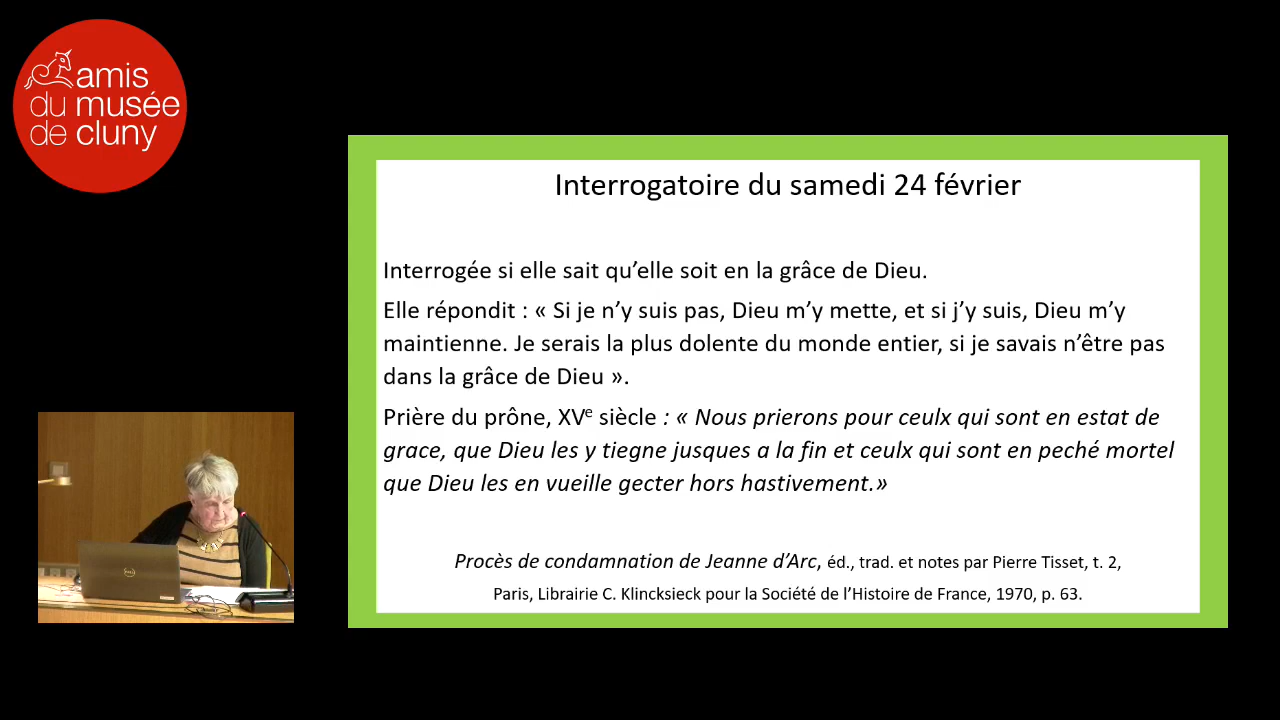 amis
du musée
de cluny
Interrogatoire du samedi 24 février
Interrogée si elle sait qu’elle soit en la grâce de Dieu.
Elle répondit : « Si je n’y suis pas, Dieu m’y mette, et si j’y suis, Dieu m’y
maintienne. Je serais la plus dolente du monde entier, si je savais n’être pas
dans la grâce de Dieu ».
Prière du prône, XVe siècle : « Nous prierons pour ceulx qui sont en estat de
grace, que Dieu les y tiegne jusques a la fin et ceulx qui sont en peché mortel
que Dieu les en vueille gecter hors hastivement.»
Procès de condamnation de Jeanne d’Arc, éd., trad. et notes par Pierre Tisset, t. 2,
Paris, Librairie C. Klincksieck pour la Société de l’Histoire de France, 1970, p. 63.